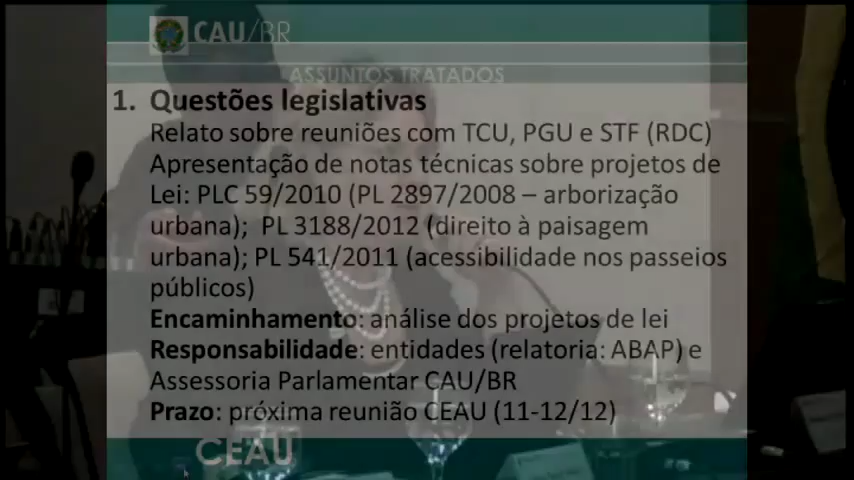 CAU/BR
ASSUNTOS TRATADOS
1. Questões legislativas
Relato sobre reuniões com TCU, PGU e STF (RDC)
Apresentação de notas técnicas sobre projetos de
Lei: PLC 59/2010 (PL 2897/2008 – arborização
urbana); PL 3188/2012 (direito à paisagem
urbana); PL 541/2011 (acessibilidade nos passeios
públicos)
Encaminhamento: análise dos projetos de lei
Responsabilidade: entidades (relatoria: ABAP) e
Assessoria Parlamentar CAU/BR
Prazo: próxima reunião CEAU (11-12/12)
CEAU